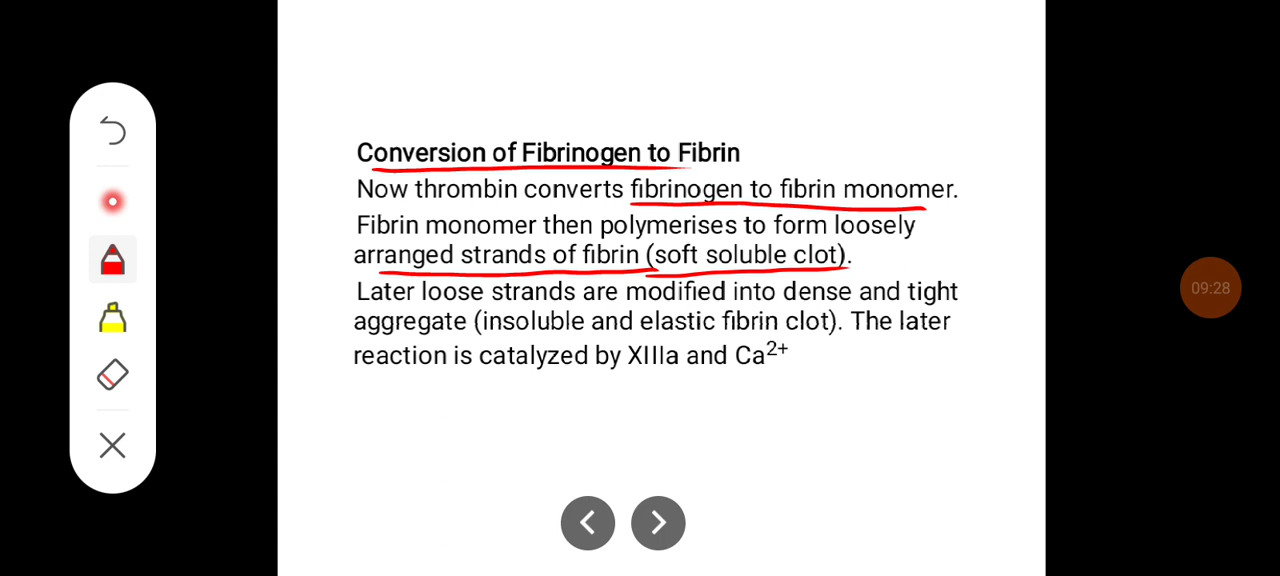 Conversion of Fibrinogen to Fibrin
Now thrombin converts fibrinogen to fibrin monomer.
Fibrin monomer then polymerises to form loosely
arranged strands of fibrin (soft soluble clot).
Later loose strands are modified into dense and tight
aggregate (insoluble and elastic fibrin clot). The later
reaction is catalyzed by XIIIa and Ca²⁺
09:28